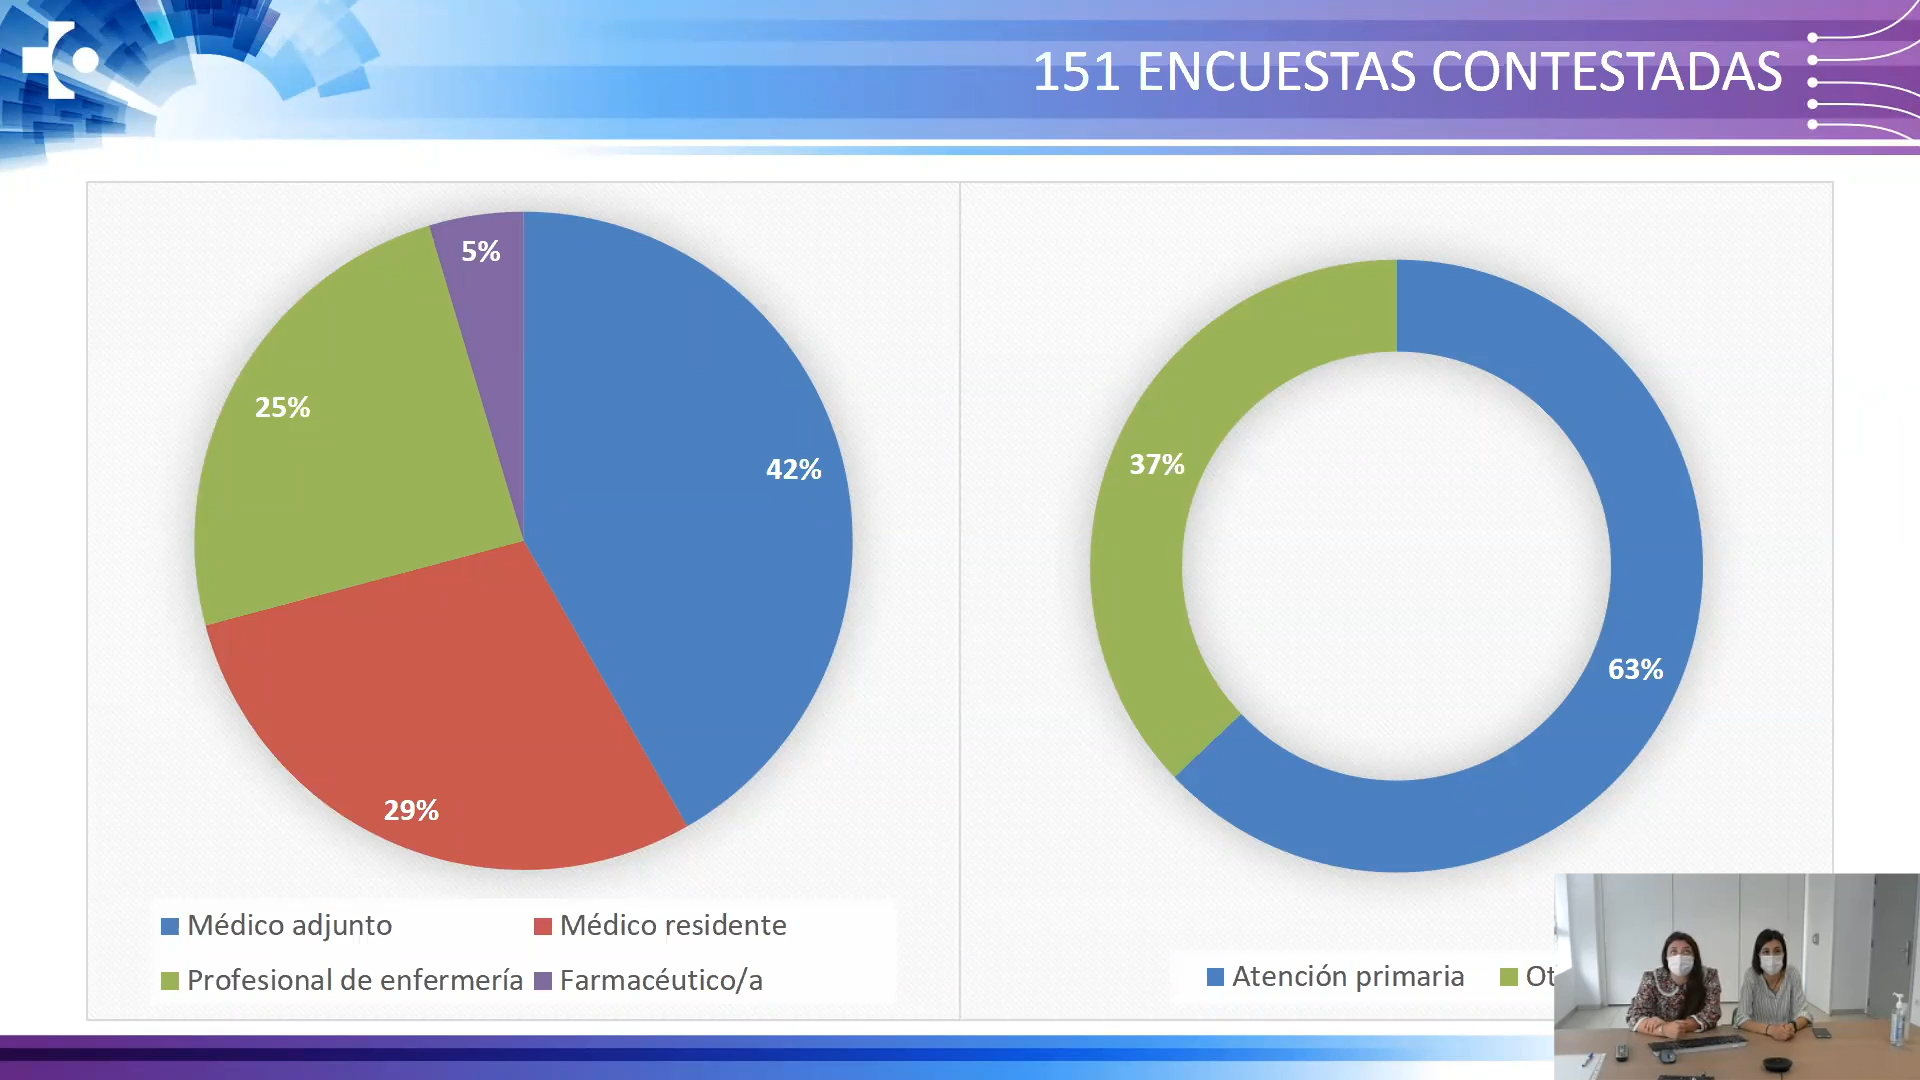 151 ENCUESTAS CONTESTADAS
5%
25%
42%
29%
Médico adjunto
Médico residente
Profesional de enfermería
Farmacéutico/a
37%
63%
Atención primaria